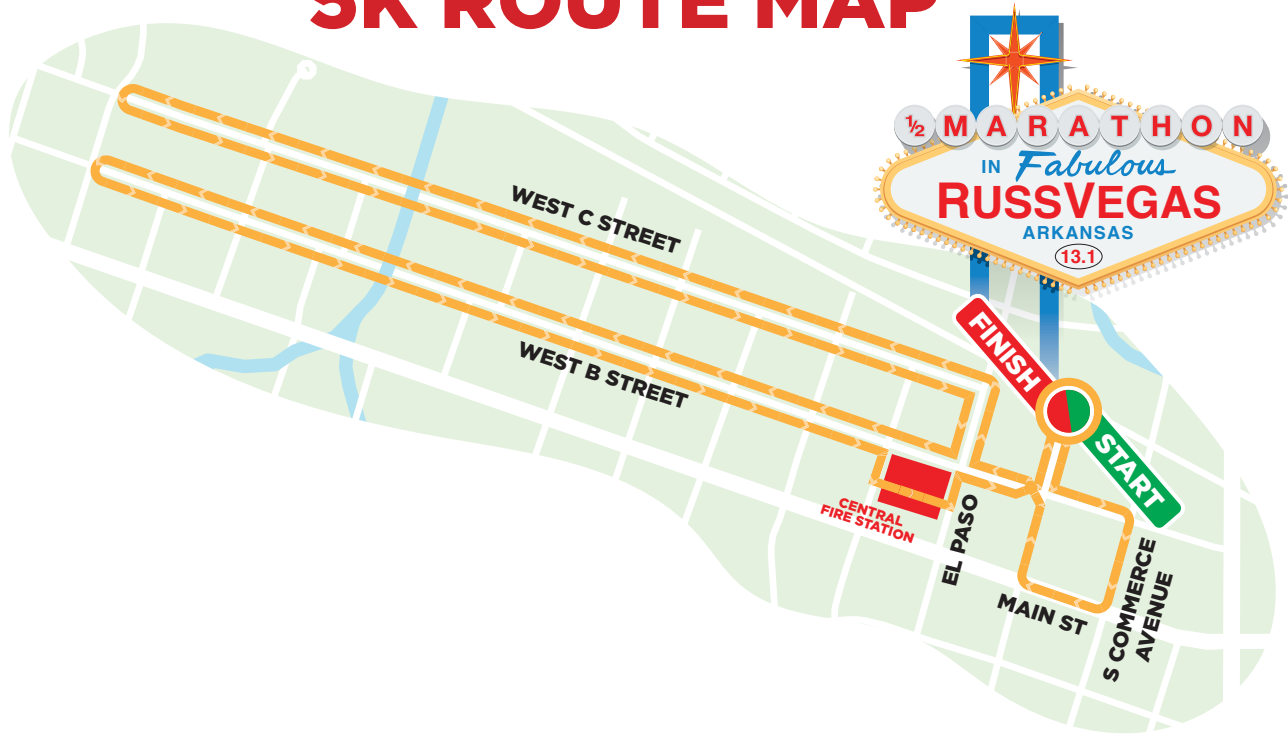 5K ROUTE MAP
½ MARATHON
IN Fabulous
RUSSVEGAS
ARKANSAS
13.1
WEST C STREET
FINISH
START
WEST B STREET
CENTRAL
FIRE STATION
EL PASO
MAIN ST
S COMMERCE
AVENUE